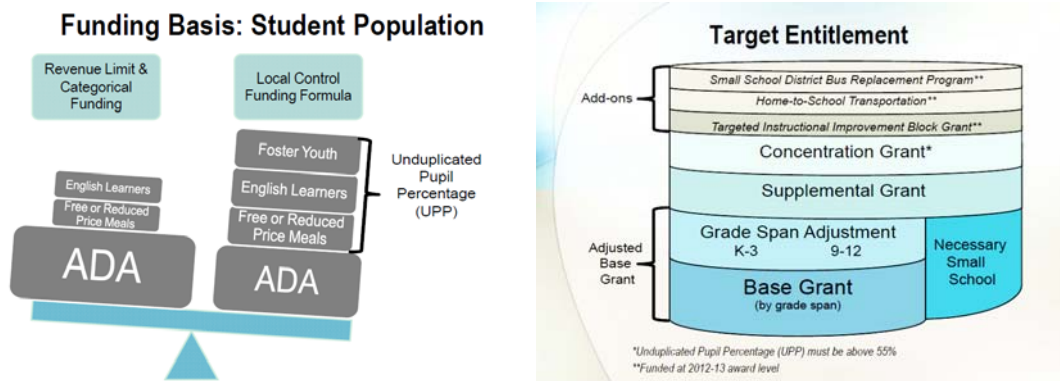 Funding Basis: Student Population
Revenue Limit &
Categorical
Funding
Local Control
Funding Formula
English Learners
Free or Reduced
Price Meals
ADA
Foster Youth
English Learners
Free or Reduced
Price Meals
ADA
Unduplicated
Pupil
Percentage
(UPP)
Target Entitlement
Add-ons
Small School District Bus Replacement Program**
Home-to-School Transportation**
Targeted Instructional Improvement Block Grant**
Concentration Grant*
Supplemental Grant
Adjusted
Base
Grant
Grade Span Adjustment
K-3 9-12
Base Grant
(by grade span)
Necessary
Small
School
*Unduplicated Pupil Percentage (UPP) must be above 55%
**Funded at 2012-13 award level